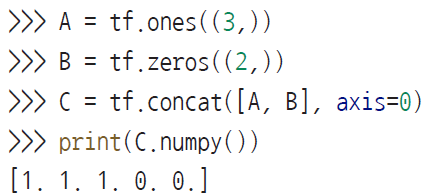 >>> A = tf.ones((3,))
>>> B = tf.zeros((2,))
>>> C = tf.concat([A, B], axis=0)
>>> print(C.numpy())
[1. 1. 1. 0. 0.]